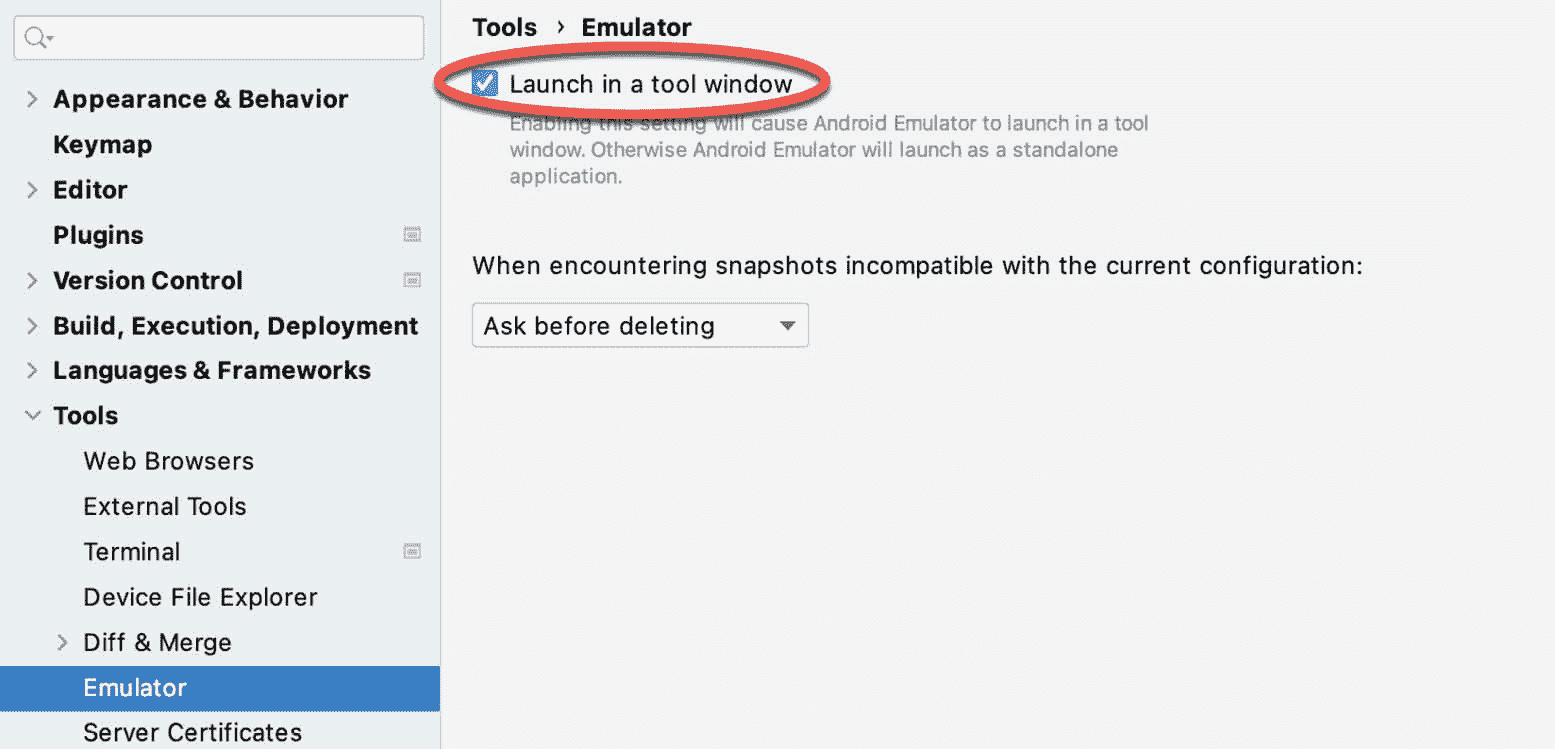 Appearance & Behavior
Keymap
Editor
Plugins
Version Control
Build, Execution, Deployment
Languages & Frameworks
Tools
Web Browsers
External Tools
Terminal
Device File Explorer
Diff & Merge
Emulator
Server Certificates
Tools › Emulator
Launch in a tool window
Enabling this setting will cause Android Emulator to launch in a tool
window. Otherwise Android Emulator will launch as a standalone
application.
When encountering snapshots incompatible with the current configuration:
Ask before deleting